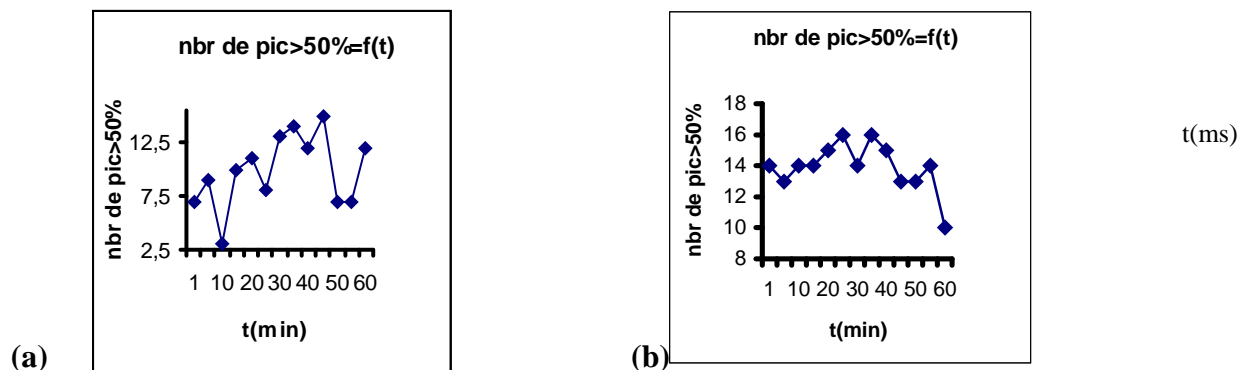 nbr de pic>50%=f(t)
nbr de pic>50%
12,5
7,5
2,5
1 10 20 30 40 50 60
t(min)
(a)
nbr de pic>50%=f(t)
nbr de pic>50%
18
16
14
12
10
8
1 10 20 30 40 50 60
t(min)
(b)
t(ms)